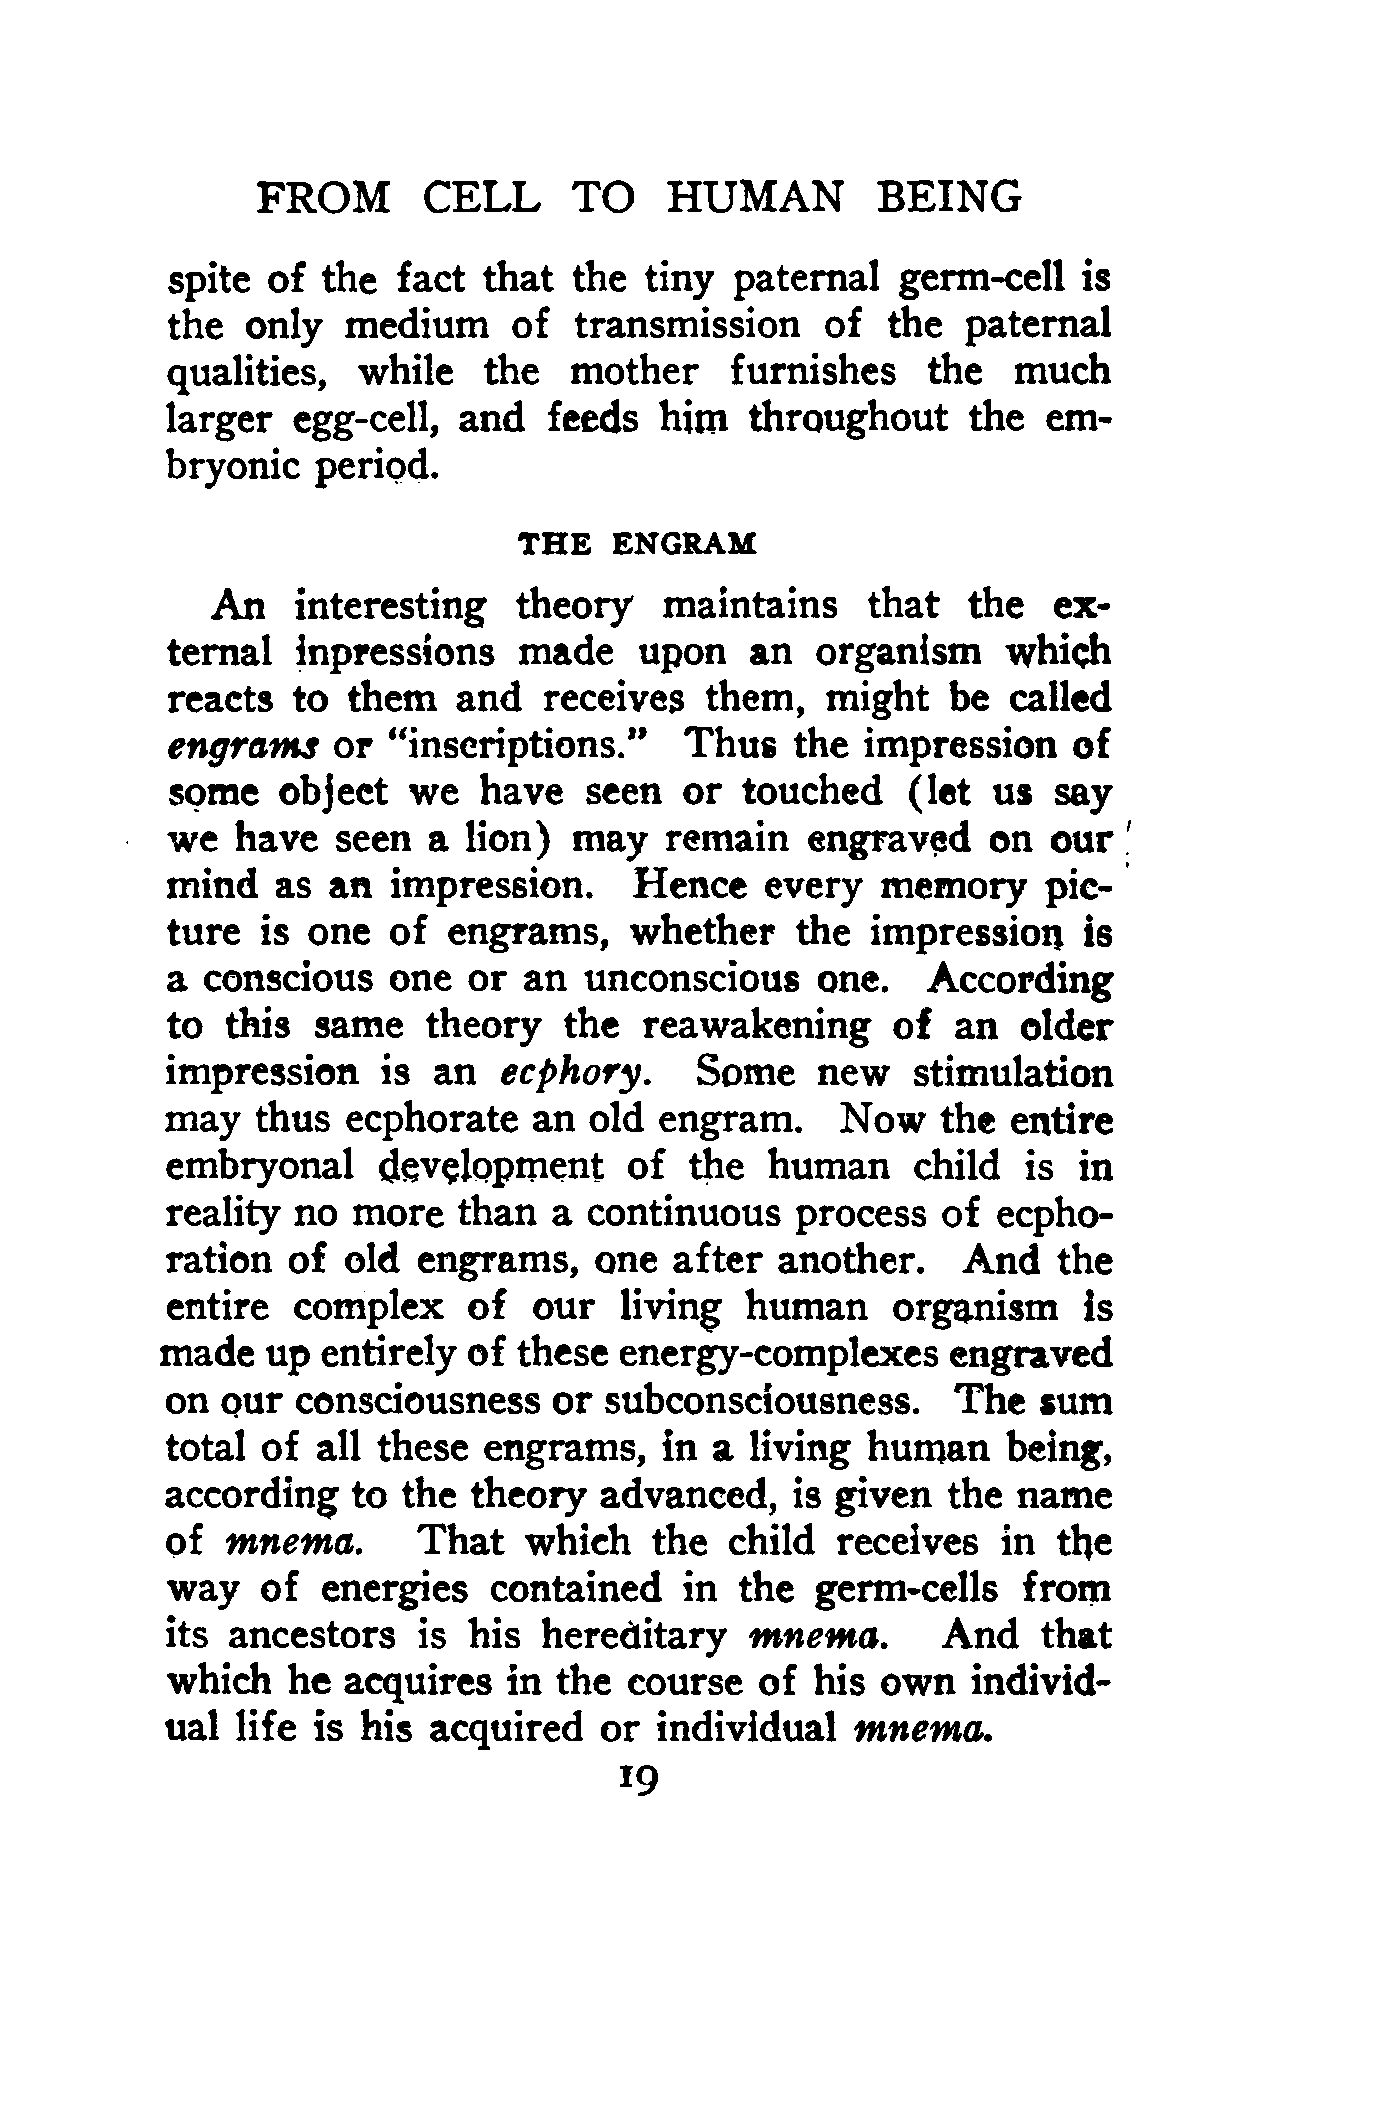 FROM CELL TO HUMAN BEING
spite of the fact that the tiny paternal germ-cell is
the only medium of transmission of the paternal
qualities, while the mother furnishes the much
larger egg-cell, and feeds him throughout the em-
bryonic period.
THE ENGRAM
An interesting theory maintains that the ex-
ternal inpressions made upon an organism which
reacts to them and receives them, might be called
engrams or "inscriptions." Thus the impression of
some object we have seen or touched (let us say
we have seen a lion) may remain engraved on our
mind as an impression. Hence every memory pic-
ture is one of engrams, whether the impression is
a conscious one or an unconscious one. According
to this same theory the reawakening of an older
impression is an ecphory. Some new stimulation
may thus ecphorate an old engram. Now the entire
embryonal development of the human child is in
reality no more than a continuous process of ecpho-
ration of old engrams, one after another. And the
entire complex of our living human organism is
made up entirely of these energy-complexes engraved
on our consciousness or subconsciousness. The sum
total of all these engrams, in a living human being,
according to the theory advanced, is given the name
of mnema. That which the child receives in the
way of energies contained in the germ-cells from
its ancestors is his hereditary mnema. And that
which he acquires in the course of his own individ-
ual life is his acquired or individual mnema.
19